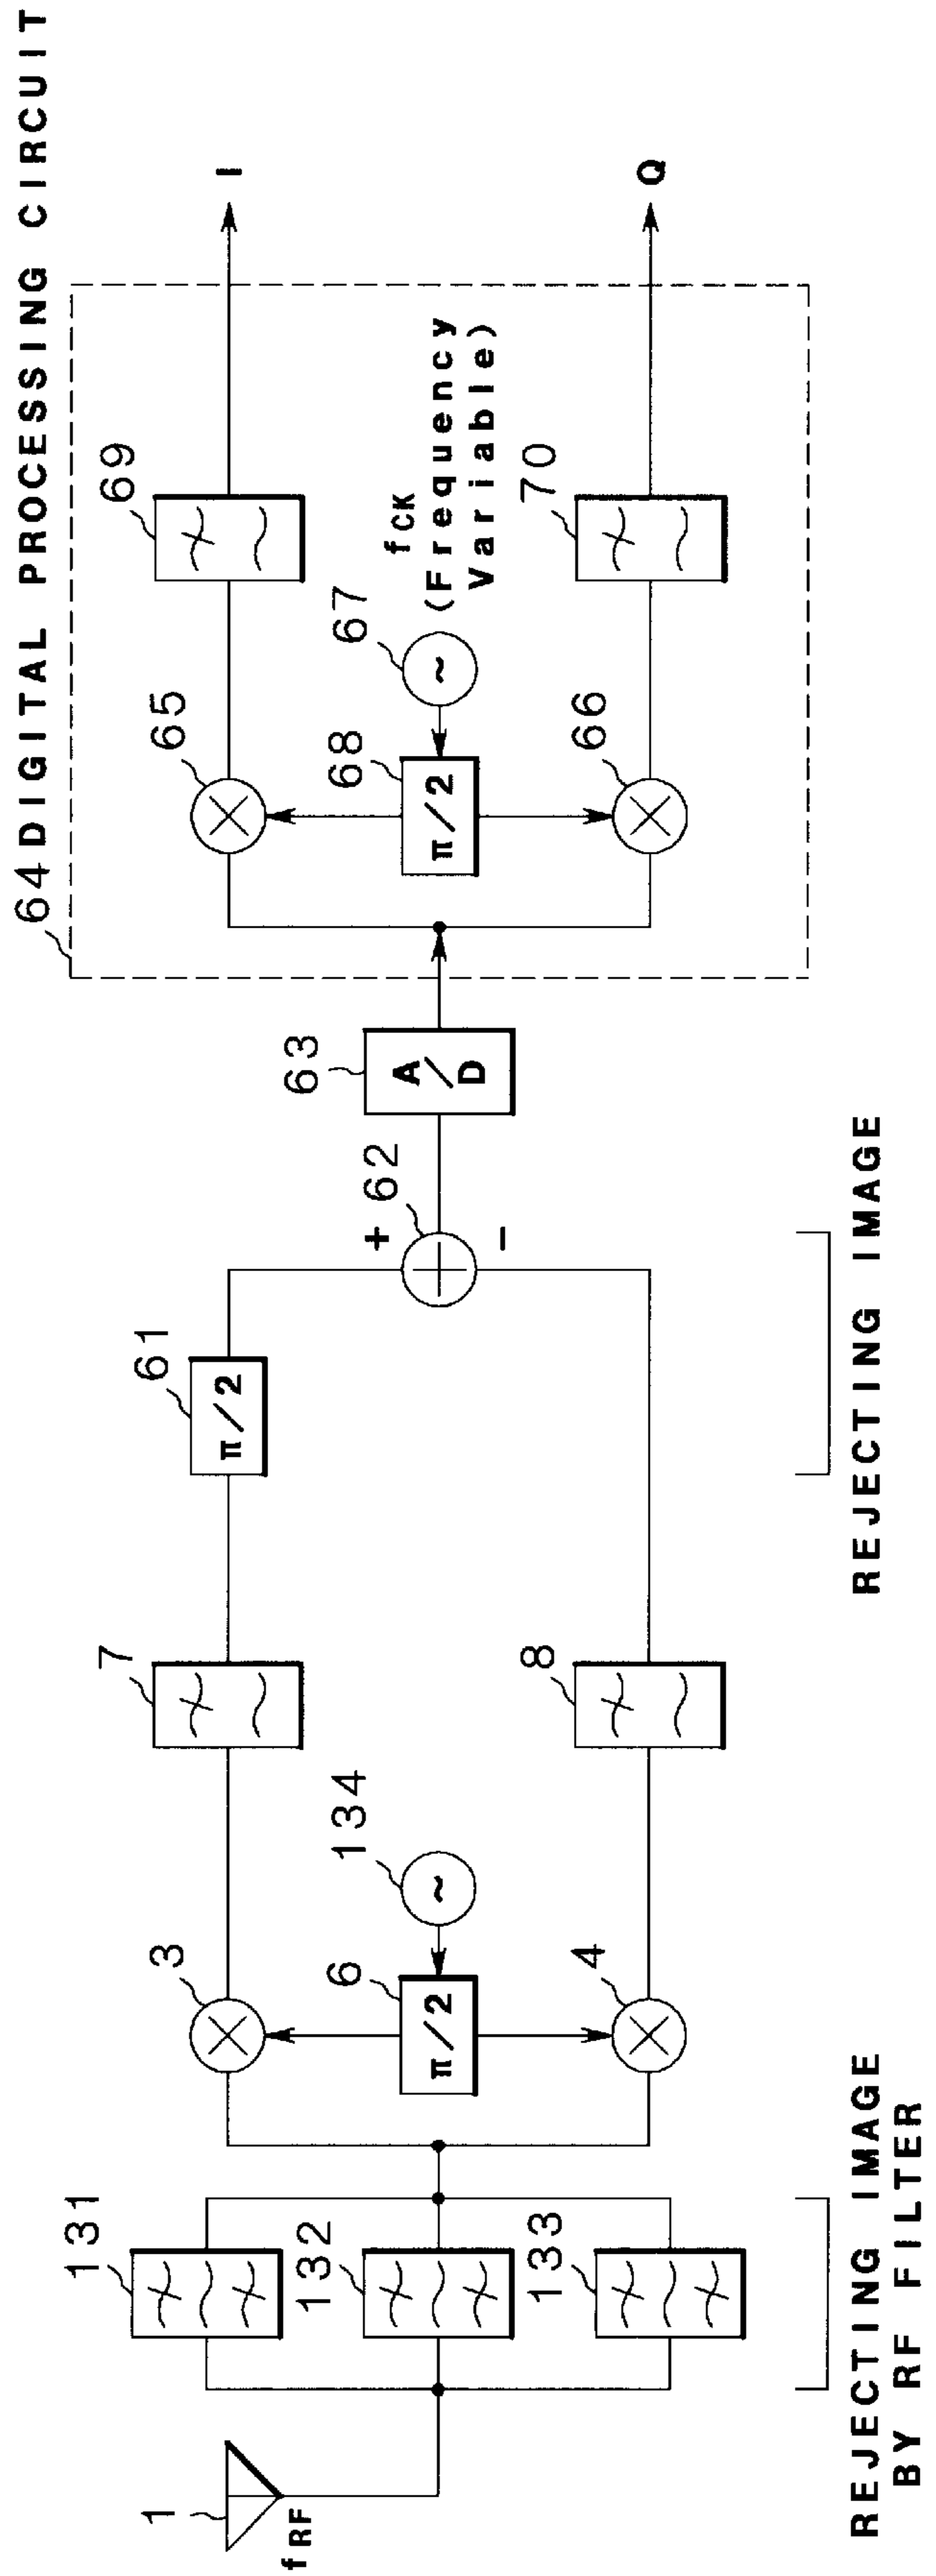 64 DIGITAL PROCESSING CIRCUIT
1
fRF
131
132
133
3
6
π/2
4
134
~
7
8
61
π/2
+
62
-
63
A/D
65
68
π/2
66
67
~
fCK
(Frequency
Variable)
69
70
I
Q
REJECTING IMAGE
BY RF FILTER
REJECTING IMAGE